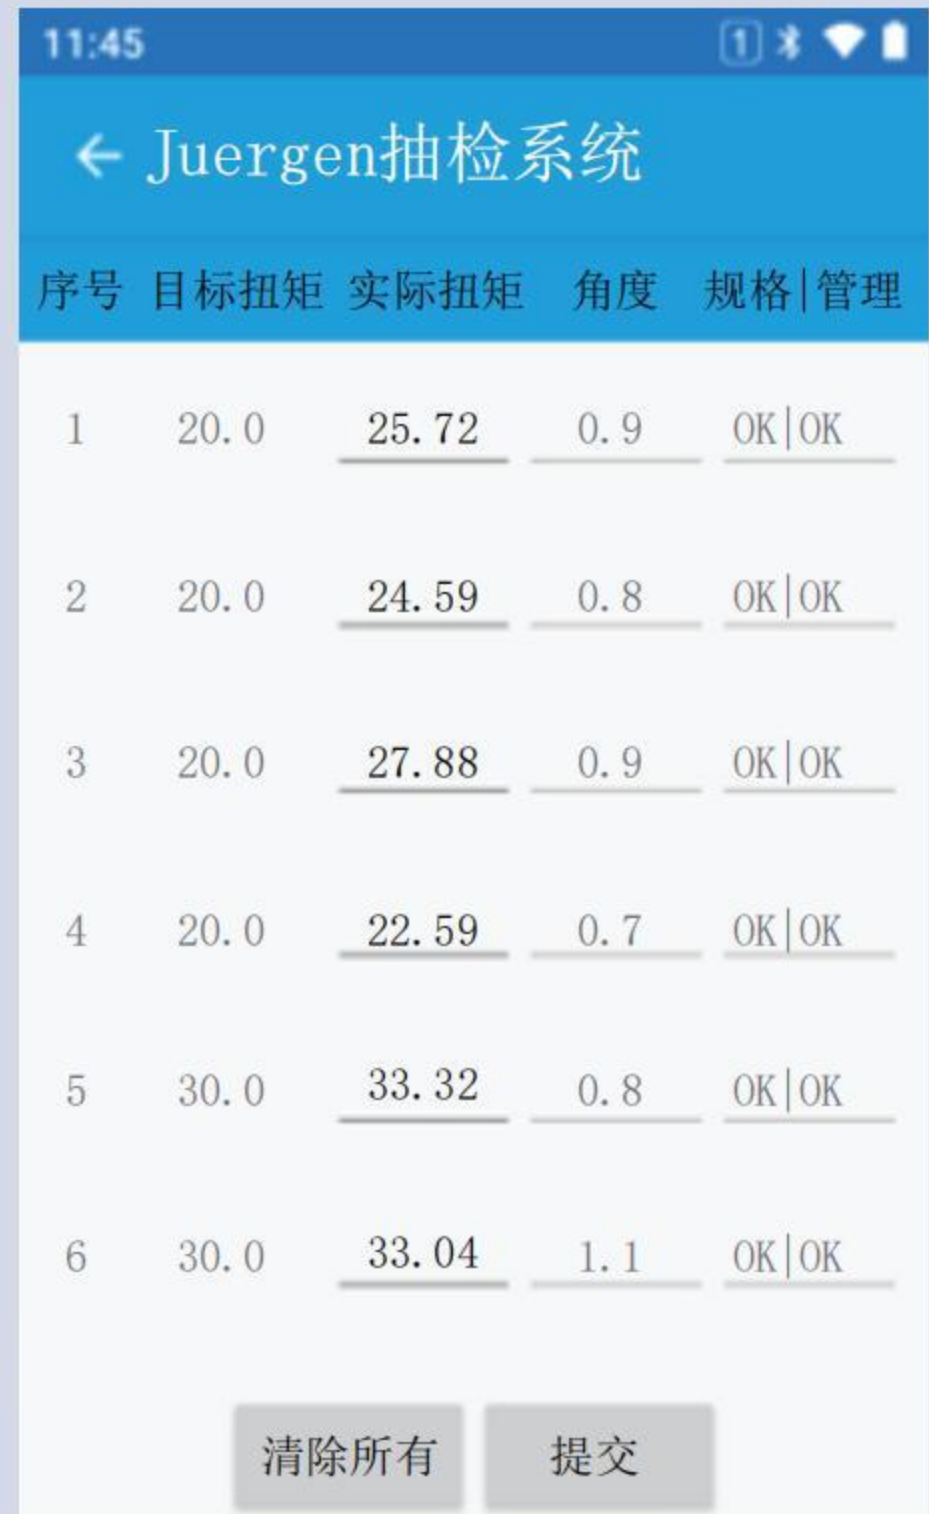 11:45 1
← Juergen抽检系统
序号 目标扭矩 实际扭矩 角度 规格|管理
1 20.0 25.72 0.9 OK|OK
2 20.0 24.59 0.8 OK|OK
3 20.0 27.88 0.9 OK|OK
4 20.0 22.59 0.7 OK|OK
5 30.0 33.32 0.8 OK|OK
6 30.0 33.04 1.1 OK|OK
清除所有 提交